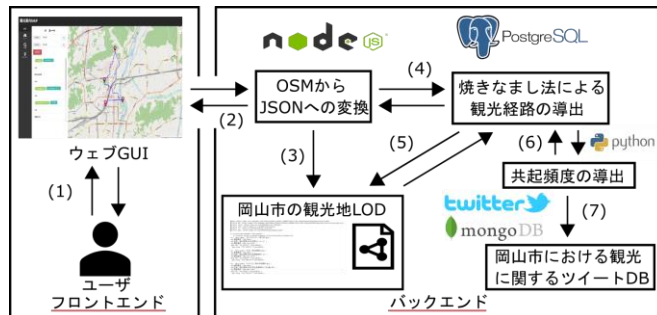 ウェブGUI
(1)
ユーザ
フロントエンド
node
JS
PostgreSQL
OSMから
JSONへの変換
(2)
(4)
焼きなまし法による
観光経路の導出
(3)
(5)
(6)
python
共起頻度の導出
岡山市の観光地LOD
twitter
mongoDB
(7)
岡山市における観光
に関するツイートDB
バックエンド